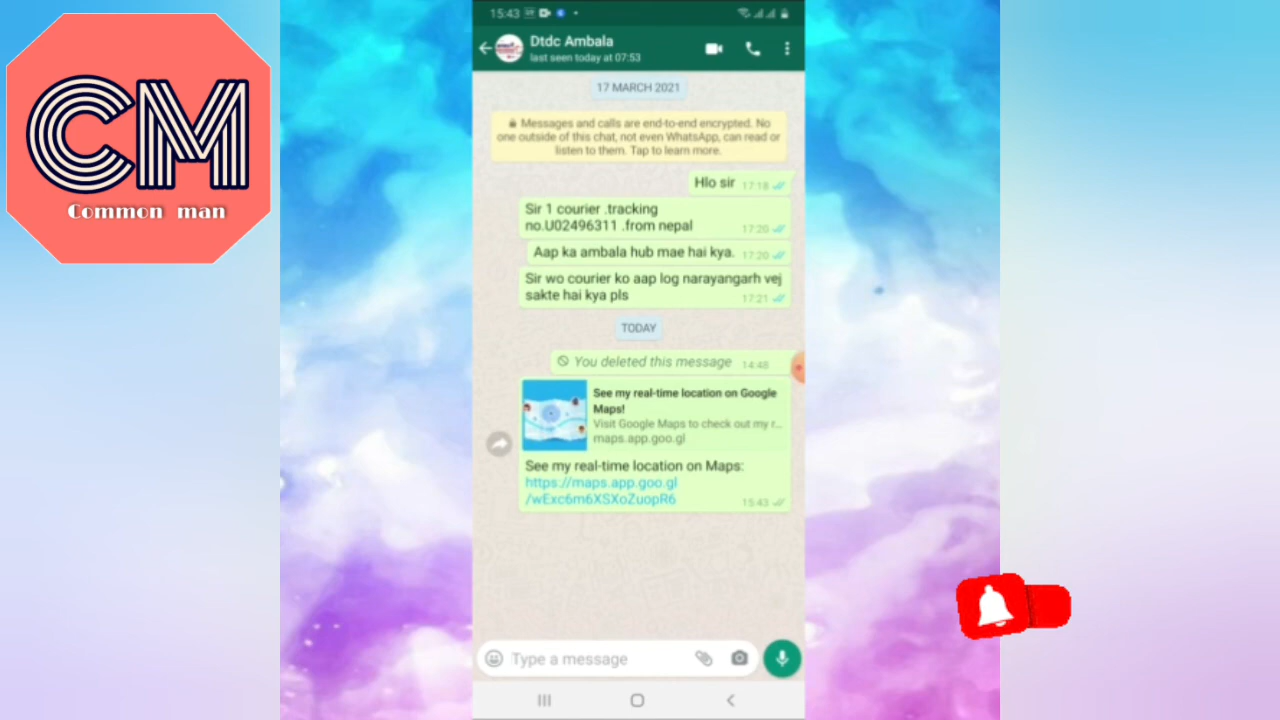 CM
Common man
15:43
Dtdc Ambala
last seen today at 07:53
17 MARCH 2021
Messages and calls are end-to-end encrypted. No
one outside of this chat, not even WhatsApp, can read or
listen to them. Tap to learn more.
Hlo sir 17:18
Sir 1 courier .tracking
no.U02496311 .from nepal 17:20
Aap ka ambala hub mae hai kya. 17:20
Sir wo courier ko aap log narayangarh vej
sakte hai kya pls 17:21
TODAY
You deleted this message 14:48
See my real-time location on Google
Maps!
Visit Google Maps to check out my r...
maps.app.goo.gl
See my real-time location on Maps:
https://maps.app.goo.gl
/wExc6m6XSXoZuopR6 15:43
Type a message